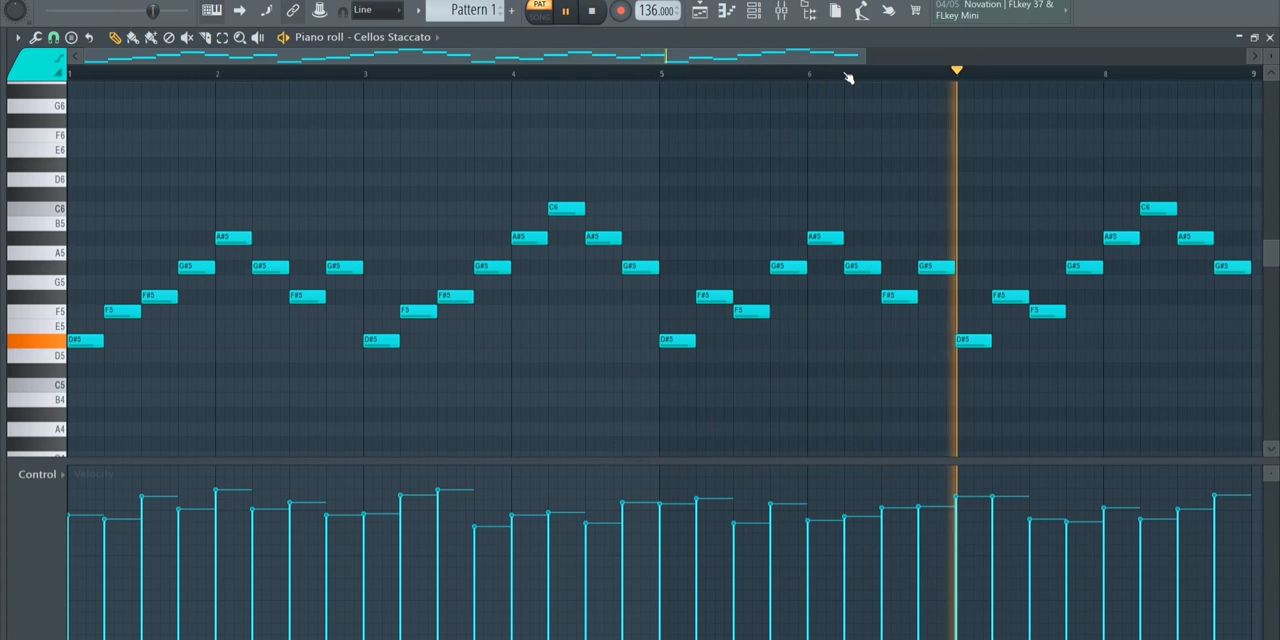 Line
Pattern 1
+
PAT
SONG
136.000
04/05 Novation | FLkey 37 &
FLkey Mini
Piano roll - Cellos Staccato
1 2 3 4 5 6 8 9
G6
F6
E6
D6
C6 C6 C6
B5
A#5 A#5 A#5 A#5 A#5 A#5
A5
G#5 G#5 G#5 G#5 G#5 G#5 G#5 G#5 G#5 G#5
G5
F#5 F#5 F#5 F#5 F#5 F#5
F5 F5 F5 F5 F5
E5
D#5 D#5 D#5 D#5
D5
C5
B4
A4
Control Velocity